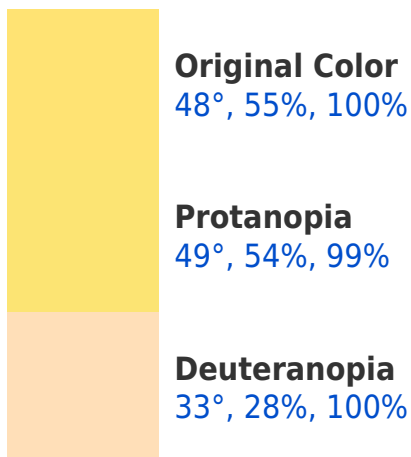 Original Color
48°, 55%, 100%
Protanopia
49°, 54%, 99%
Deuteranopia
33°, 28%, 100%